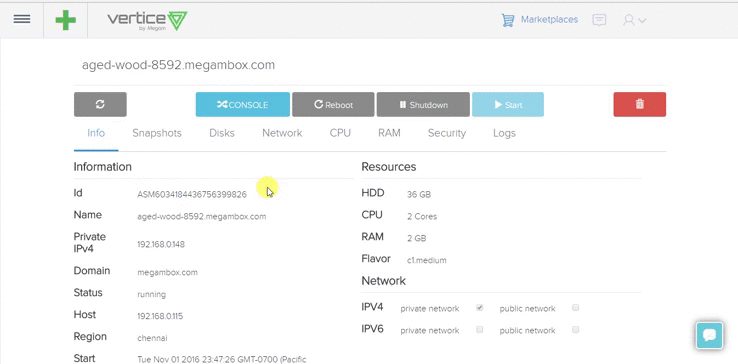 vertice
by Megam
Marketplaces
aged-wood-8592.megambox.com
CONSOLE
Reboot
Shutdown
Start
Info
Snapshots
Disks
Network
CPU
RAM
Security
Logs
Information
Id ASM6034184436756399826
Name aged-wood-8592.megambox.com
Private IPv4 192.168.0.148
Domain megambox.com
Status running
Host 192.168.0.115
Region chennai
Start Tue Nov 01 2016 23:47:26 GMT-0700 (Pacific
Resources
HDD 36 GB
CPU 2 Cores
RAM 2 GB
Flavor c1.medium
Network
IPV4 private network public network
IPV6 private network public network